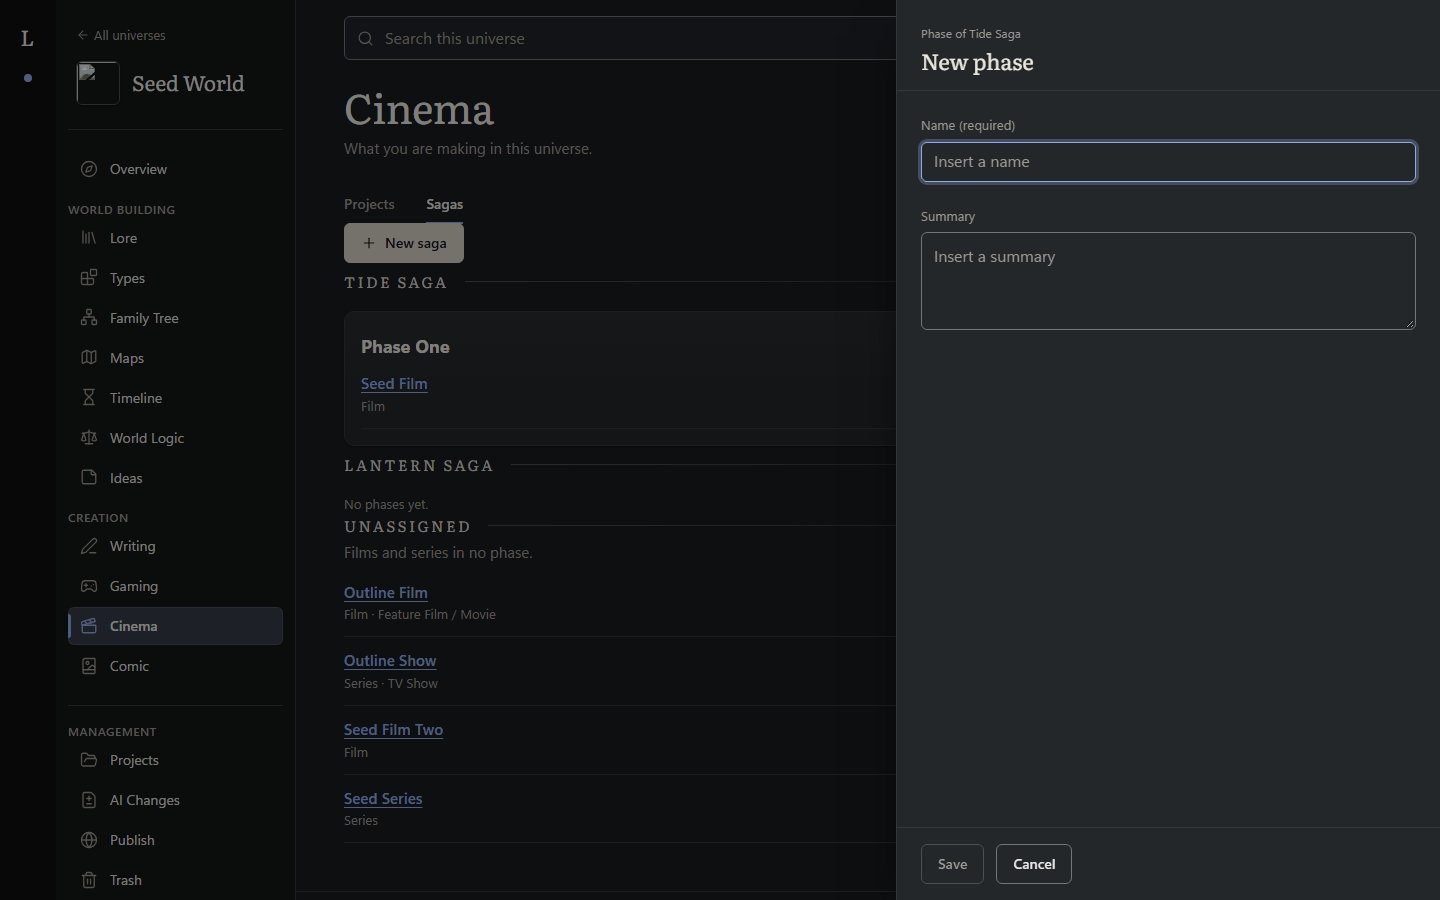 L
All universes
Seed World
Overview
WORLD BUILDING
Lore
Types
Family Tree
Maps
Timeline
World Logic
Ideas
CREATION
Writing
Gaming
Cinema
Comic
MANAGEMENT
Projects
AI Changes
Publish
Trash
Search this universe
Cinema
What you are making in this universe.
Projects Sagas
New saga
TIDE SAGA
Phase One
Seed Film
Film
LANTERN SAGA
No phases yet.
UNASSIGNED
Films and series in no phase.
Outline Film
Film · Feature Film / Movie
Outline Show
Series · TV Show
Seed Film Two
Film
Seed Series
Series
Phase of Tide Saga
New phase
Name (required)
Insert a name
Summary
Insert a summary
Save Cancel